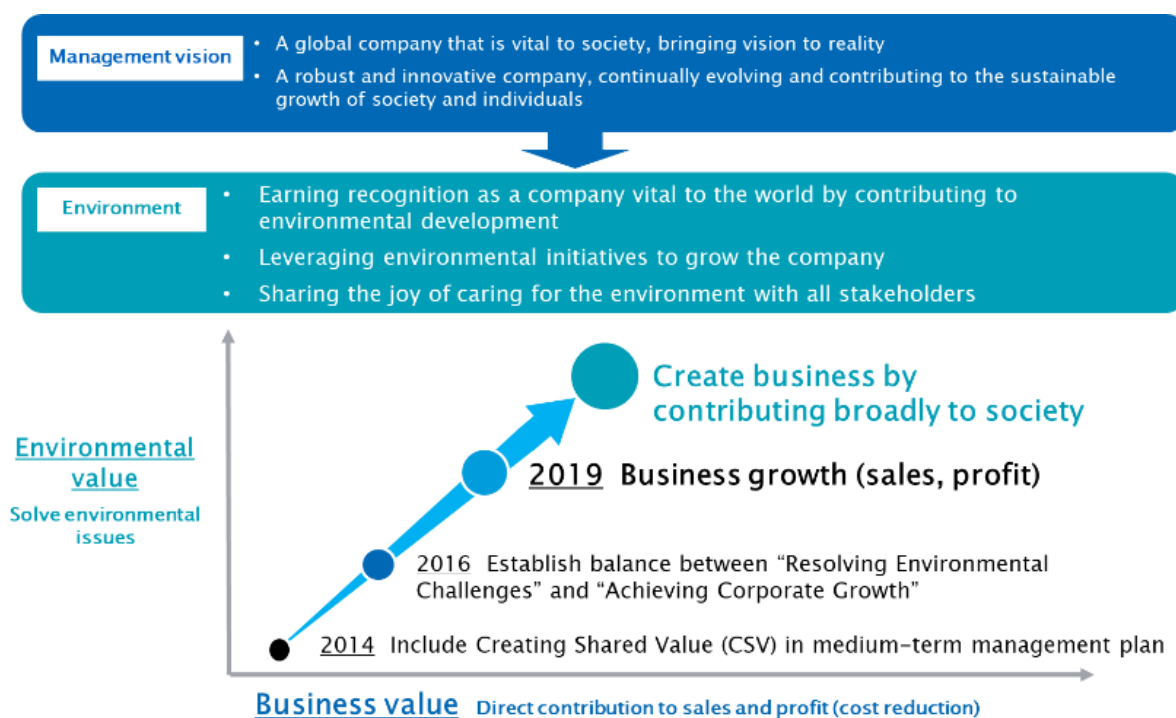 Management vision
• A global company that is vital to society, bringing vision to reality
• A robust and innovative company, continually evolving and contributing to the sustainable
growth of society and individuals
Environment
• Earning recognition as a company vital to the world by contributing to
environmental development
• Leveraging environmental initiatives to grow the company
• Sharing the joy of caring for the environment with all stakeholders
Create business by
contributing broadly to society
Environmental
value
Solve environmental
issues
2019 Business growth (sales, profit)
2016 Establish balance between “Resolving Environmental
Challenges” and “Achieving Corporate Growth”
2014 Include Creating Shared Value (CSV) in medium-term management plan
Business value Direct contribution to sales and profit (cost reduction)